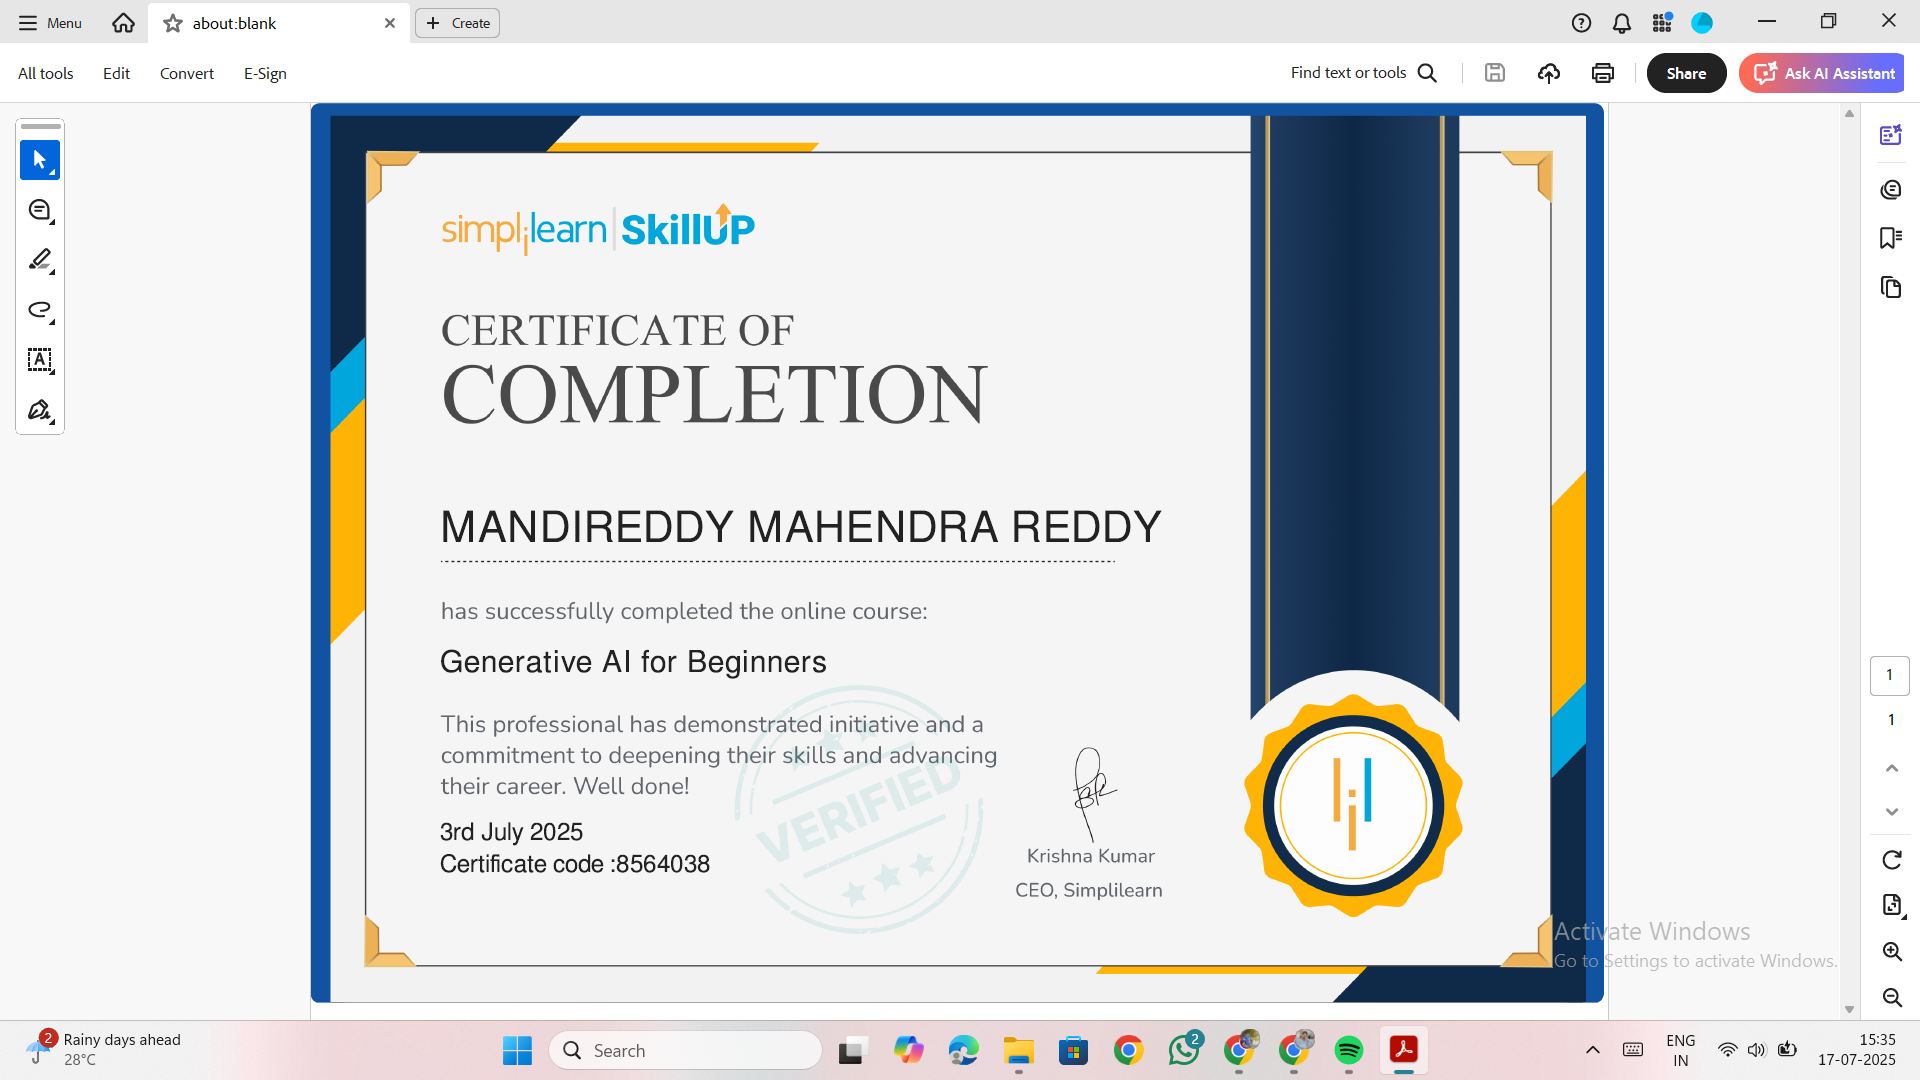 Menu
about:blank
Create
All tools
Edit
Convert
E-Sign
Find text or tools
Share
Ask AI Assistant
simplilearn | SkillUP
CERTIFICATE OF
COMPLETION
MANDIREDDY MAHENDRA REDDY
has successfully completed the online course:
Generative AI for Beginners
This professional has demonstrated initiative and a
commitment to deepening their skills and advancing
their career. Well done!
VERIFIED
3rd July 2025
Certificate code :8564038
Krishna Kumar
CEO, Simplilearn
1
1
Activate Windows
Go to Settings to activate Windows.
2
Rainy days ahead
28°C
Search
2
ENG
IN
15:35
17-07-2025